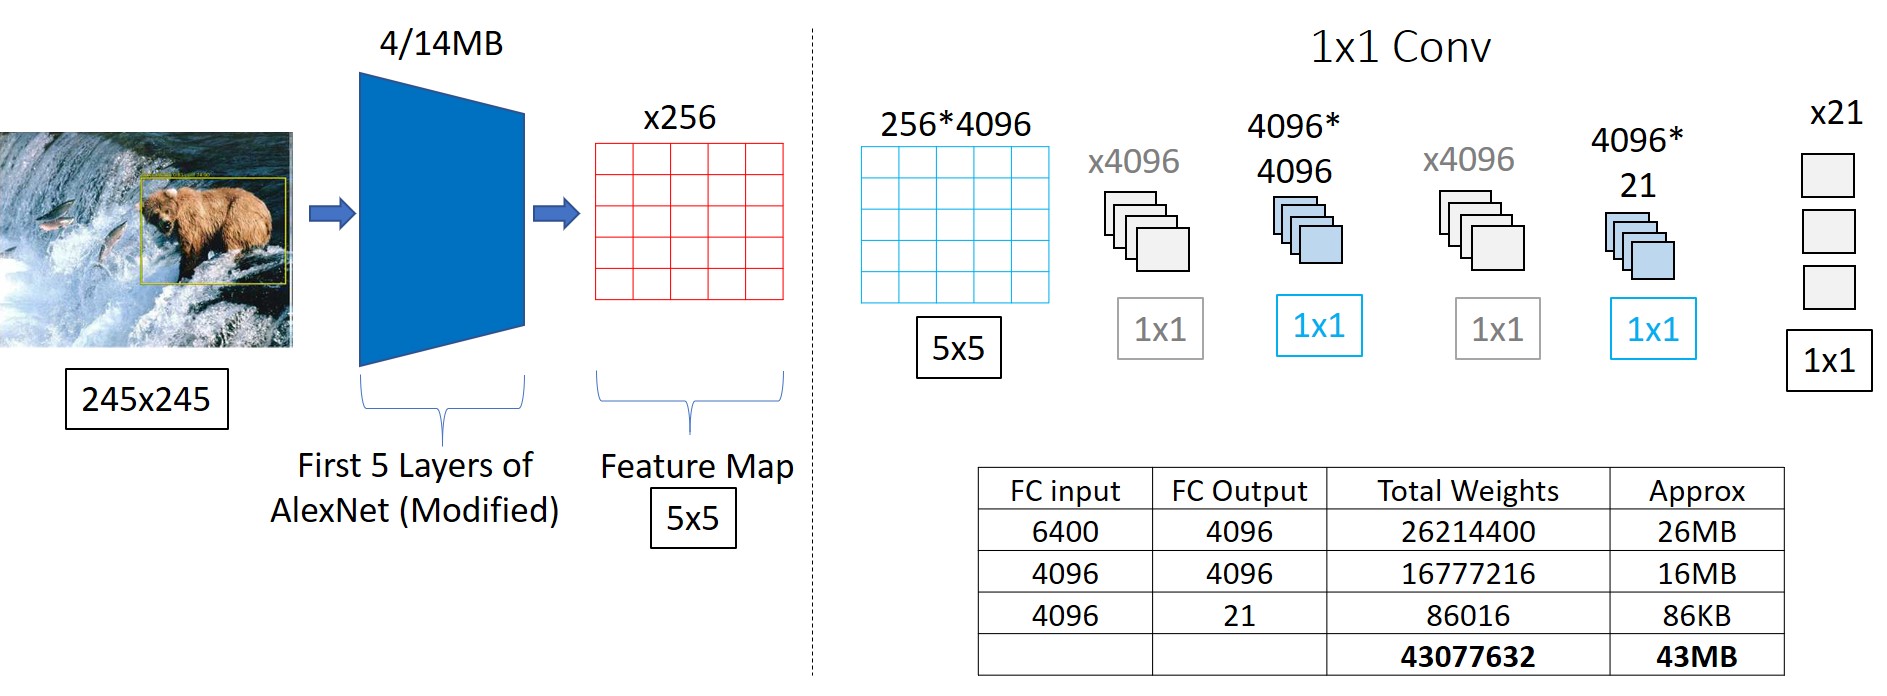 4/14MB
x256
245x245
First 5 Layers of
AlexNet (Modified)
Feature Map
5x5
1x1 Conv
256*4096
5x5
x4096
1x1
4096*
4096
1x1
x4096
1x1
4096*
21
1x1
x21
1x1
FC input FC Output Total Weights Approx
6400 4096 26214400 26MB
4096 4096 16777216 16MB
4096 21 86016 86KB
43077632 43MB